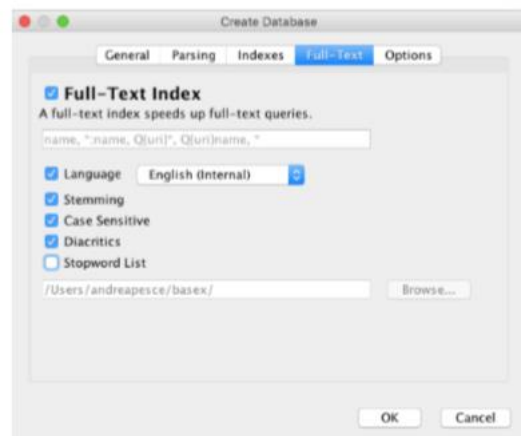 Create Database
General Parsing Indexes Full-Text Options
Full-Text Index
A full-text index speeds up full-text queries.
name, *:name, Q{uri}*, Q{uri}name, *
Language English (Internal)
Stemming
Case Sensitive
Diacritics
Stopword List
/Users/andreapesce/basex/ Browse...
OK Cancel